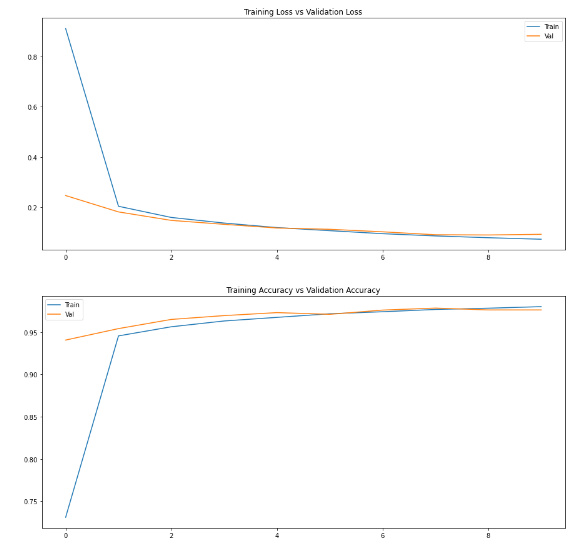 Training Loss vs Validation Loss
Train
Val
0.8
0.6
0.4
0.2
0 2 4 6 8
Training Accuracy vs Validation Accuracy
Train
Val
0.95
0.90
0.85
0.80
0.75
0 2 4 6 8